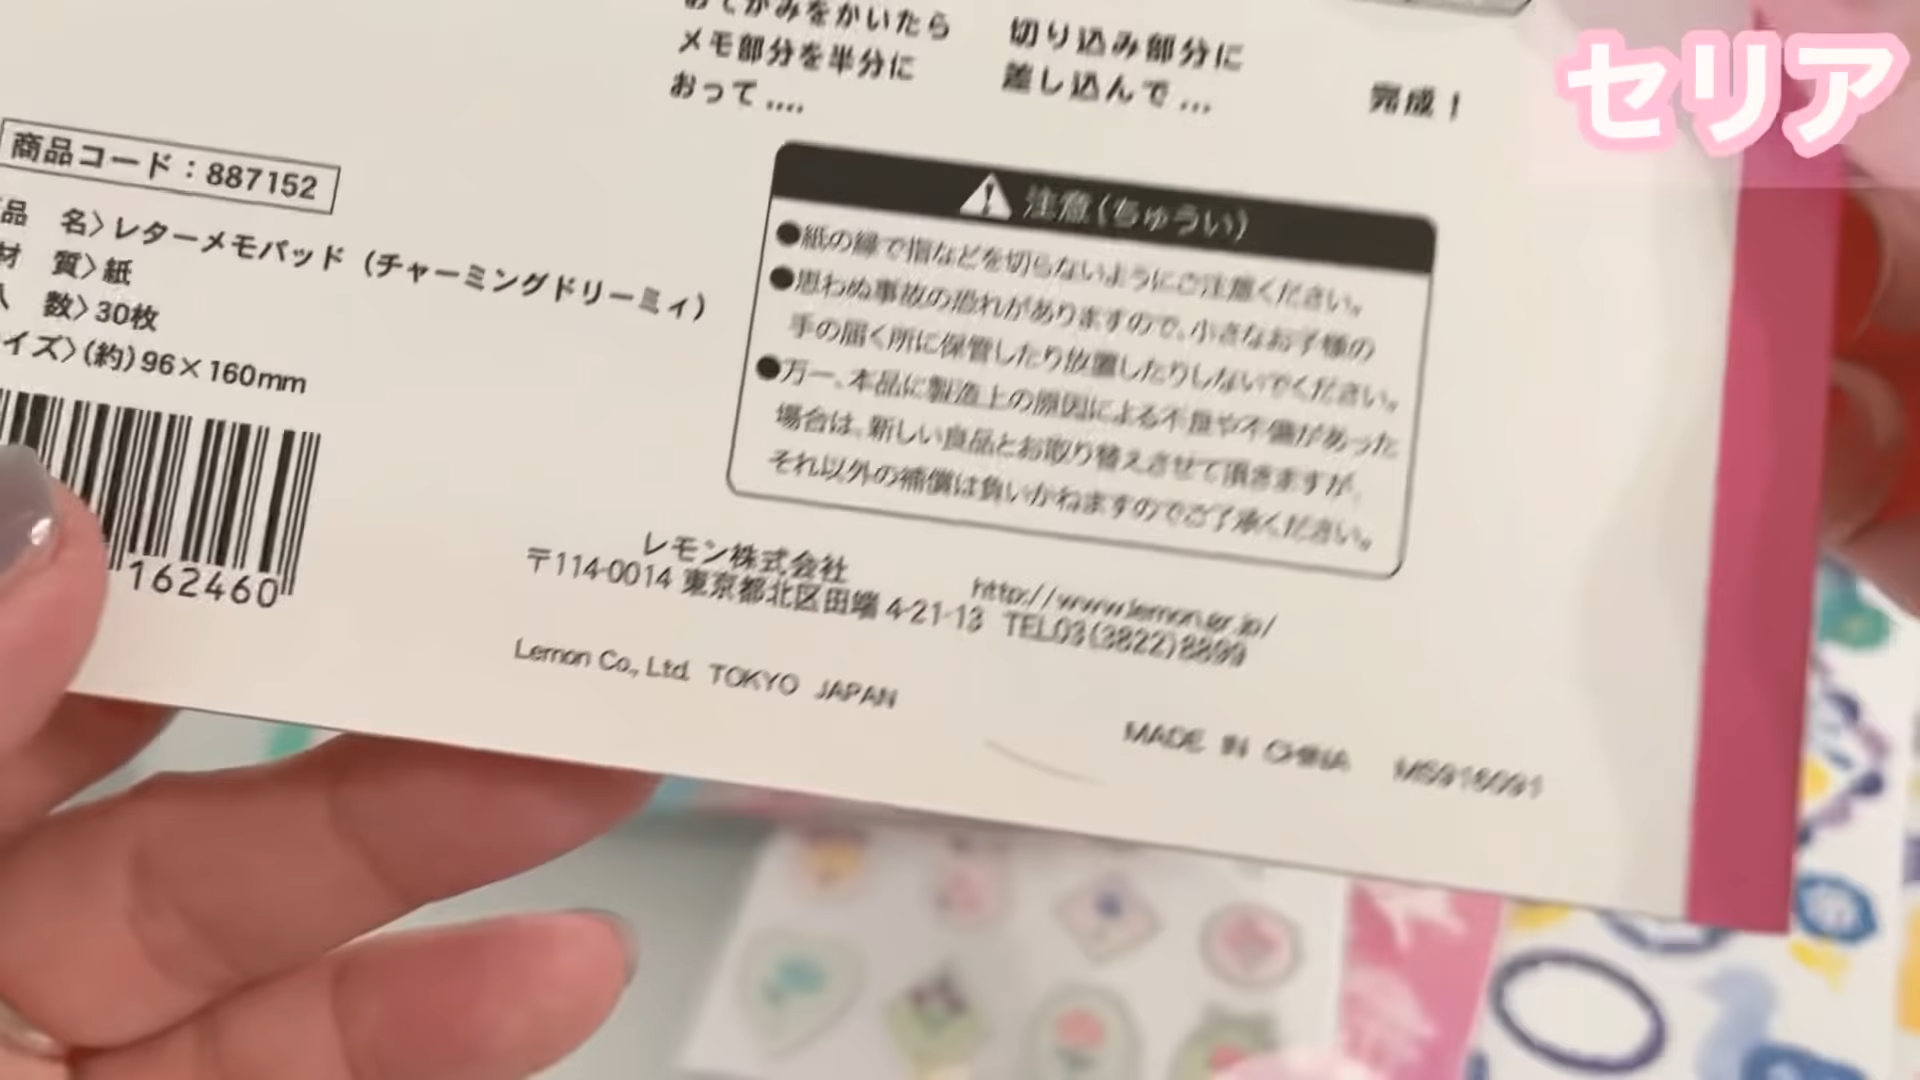 セリア
おてがみをかいたら
メモ部分を半分に
おって....
切り込み部分に
差し込んで...
完成！
商品コード：887152
品　名〉レターメモパッド（チャーミングドリーミィ）
材　質〉紙
数〉30枚
イズ〉(約)96×160mm
162460
注意（ちゅうい）
●紙の縁で指などを切らないようにご注意ください。
●思わぬ事故の恐れがありますので、小さなお子様の
手の届く所に保管したり放置したりしないでください。
●万一、本品に製造上の原因による不良や不備があった
場合は、新しい良品とお取り替えさせて頂きますが、
それ以外の補償は負いかねますのでご了承ください。
レモン株式会社
〒114-0014 東京都北区田端 4-21-13
http://www.lemon.gr.jp/
TEL03(3822)8899
Lemon Co., Ltd. TOKYO JAPAN
MADE IN CHINA